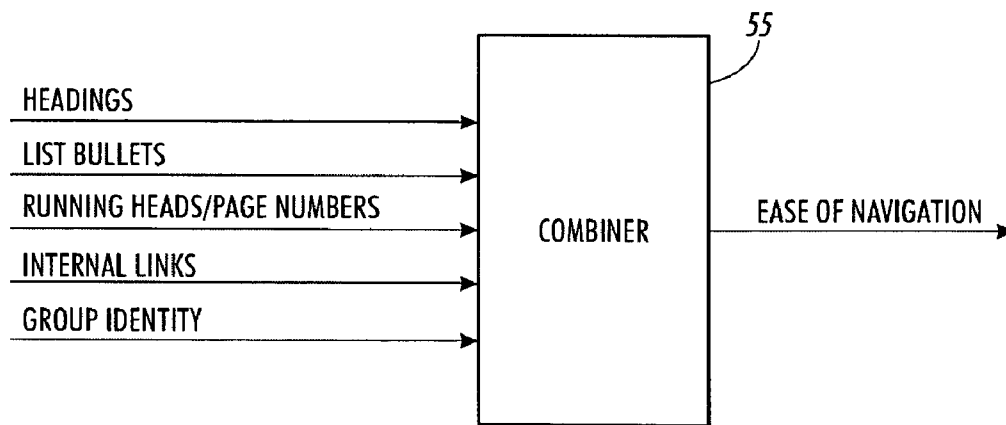 55
HEADINGS
LIST BULLETS
RUNNING HEADS/PAGE NUMBERS
INTERNAL LINKS
GROUP IDENTITY
COMBINER
EASE OF NAVIGATION